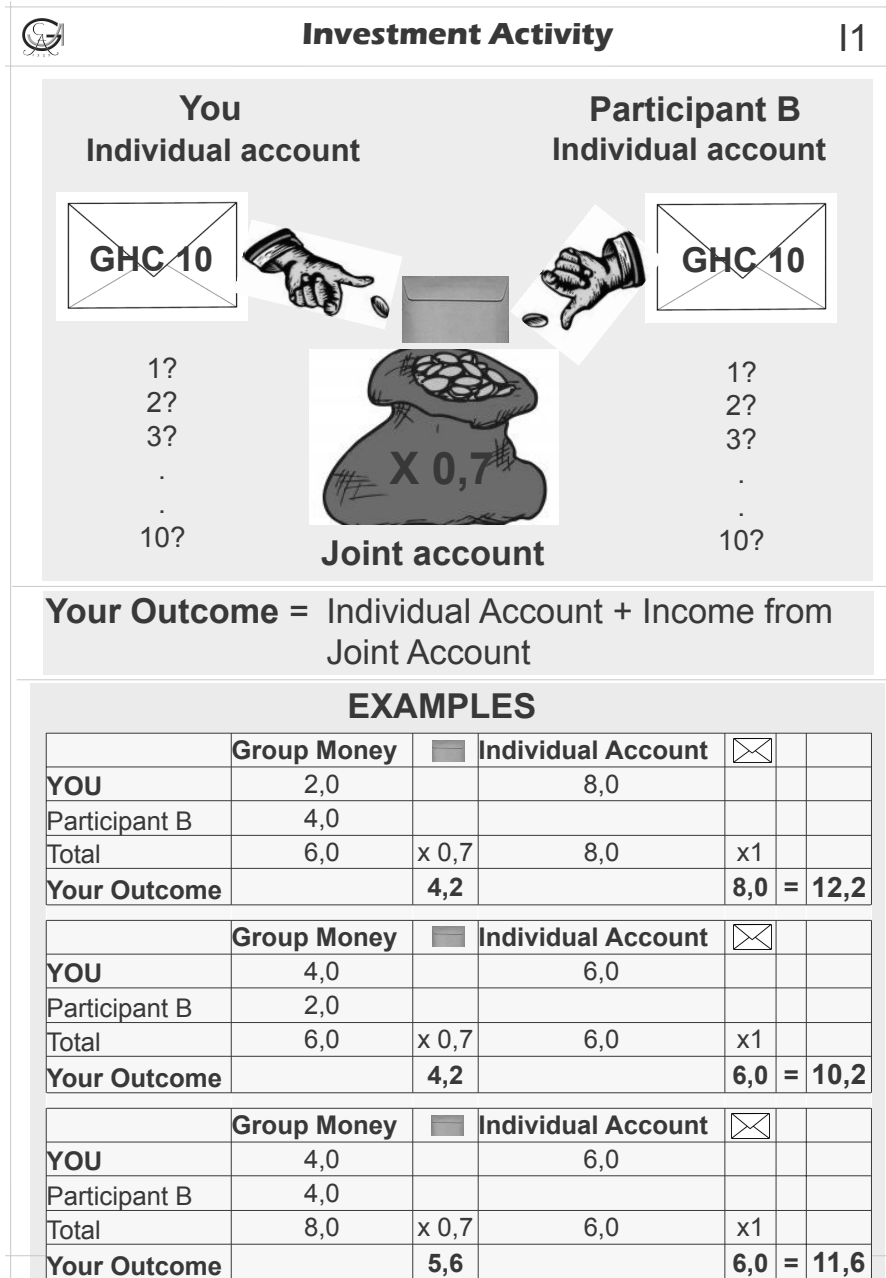 Investment Activity I1
You Participant B
Individual account Individual account
GHC 10 GHC 10
1? 1?
2? 2?
3? 3?
. .
. .
10? 10?
X 0,7
Joint account
Your Outcome = Individual Account + Income from
Joint Account
EXAMPLES
Group Money Individual Account
YOU 2,0 8,0
Participant B 4,0
Total 6,0 x 0,7 8,0 x1
Your Outcome 4,2 8,0 = 12,2
Group Money Individual Account
YOU 4,0 6,0
Participant B 2,0
Total 6,0 x 0,7 6,0 x1
Your Outcome 4,2 6,0 = 10,2
Group Money Individual Account
YOU 4,0 6,0
Participant B 4,0
Total 8,0 x 0,7 6,0 x1
Your Outcome 5,6 6,0 = 11,6